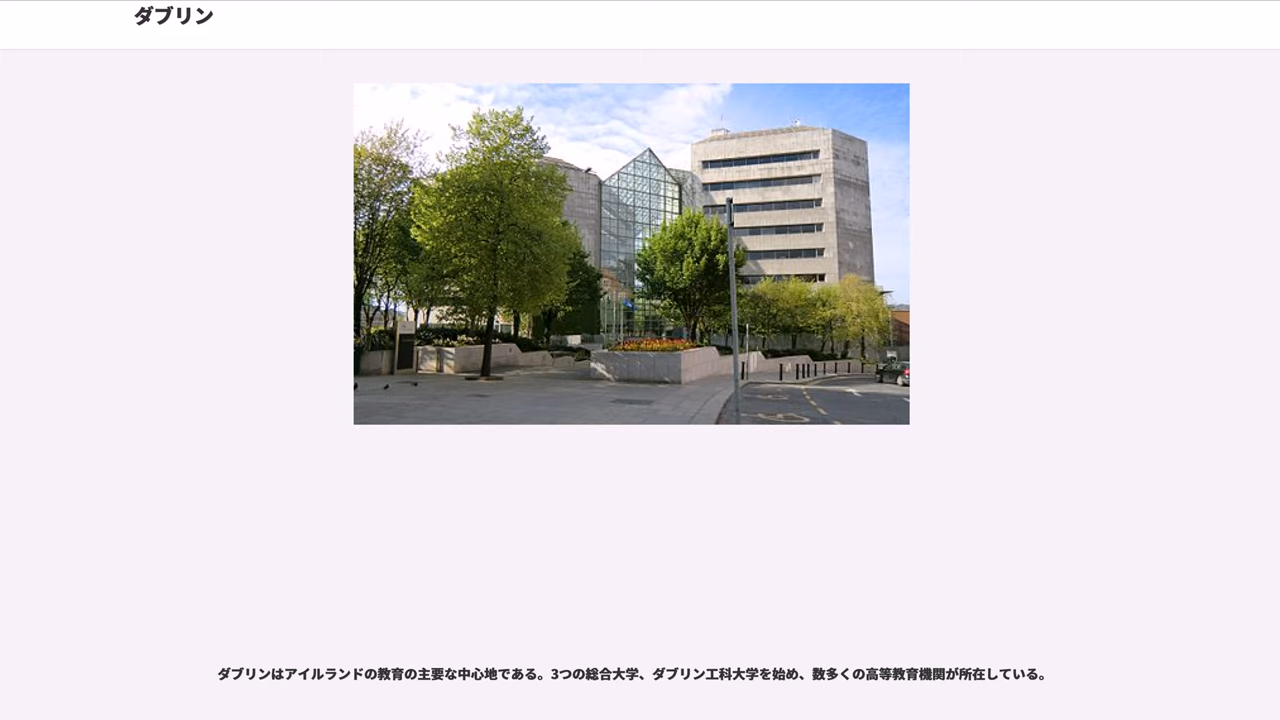 ダブリン
ダブリンはアイルランドの教育の主要な中心地である。3つの総合大学、ダブリン工科大学を始め、数多くの高等教育機関が所在している。